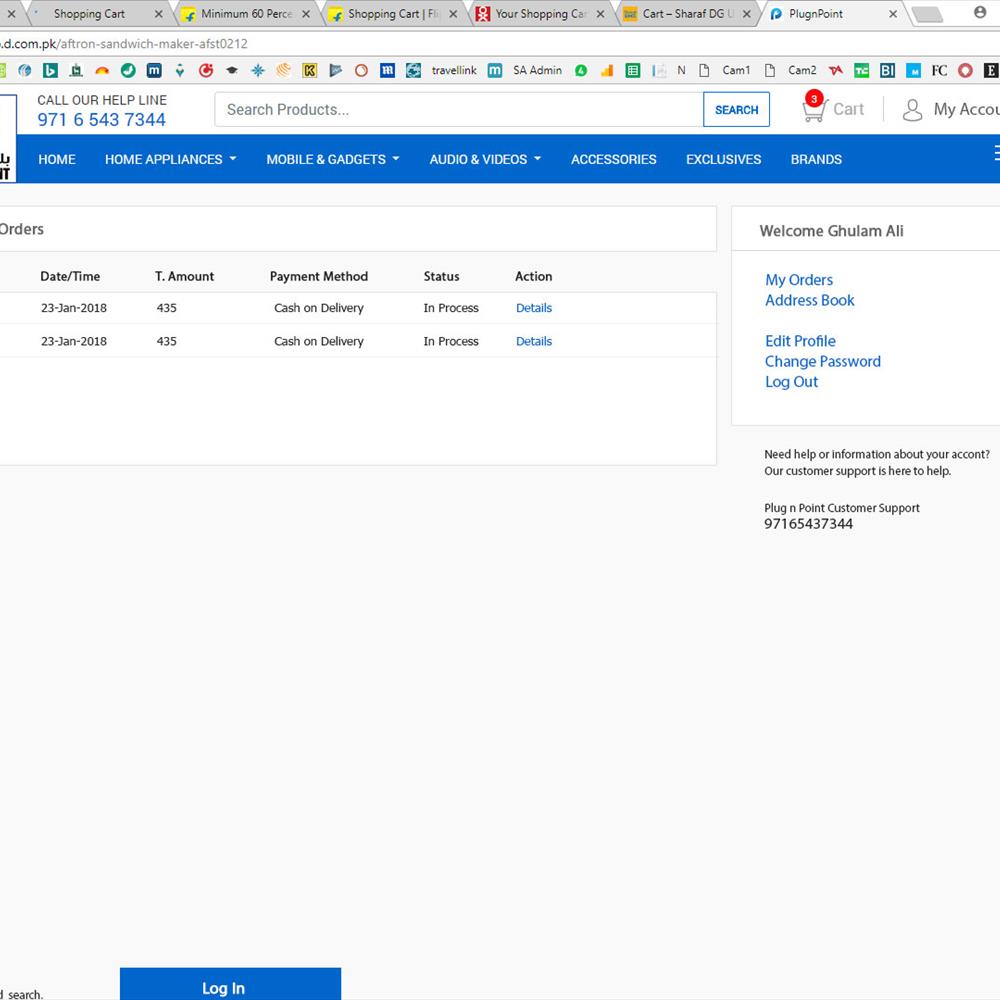 Shopping Cart
Minimum 60 Perce
Shopping Cart | Fli
Your Shopping Car
Cart – Sharaf DG U
PlugnPoint
.d.com.pk/aftron-sandwich-maker-afst0212
travellink
SA Admin
N
Cam1
Cam2
FC
CALL OUR HELP LINE
971 6 543 7344
Search Products...
SEARCH
3
Cart
My Accou
HOME
HOME APPLIANCES
MOBILE & GADGETS
AUDIO & VIDEOS
ACCESSORIES
EXCLUSIVES
BRANDS
Orders
Date/Time T. Amount Payment Method Status Action
23-Jan-2018 435 Cash on Delivery In Process Details
23-Jan-2018 435 Cash on Delivery In Process Details
Welcome Ghulam Ali
My Orders
Address Book
Edit Profile
Change Password
Log Out
Need help or information about your accont?
Our customer support is here to help.
Plug n Point Customer Support
97165437344
Log In
d search.